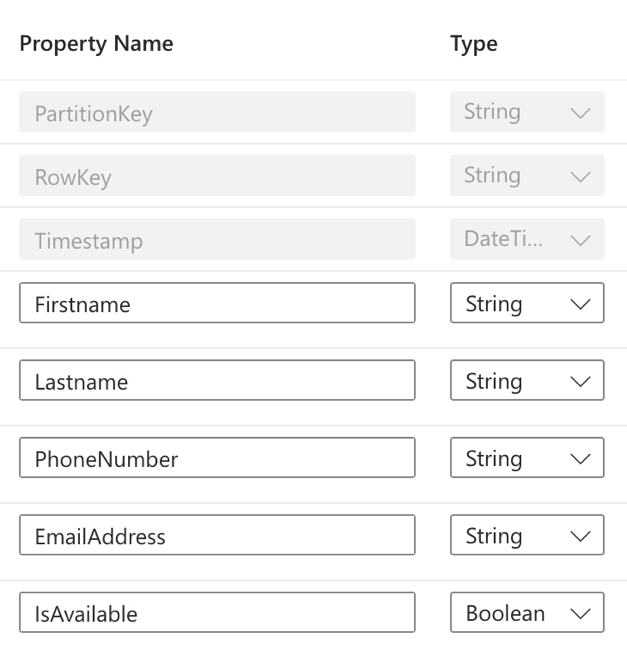 Property Name Type
PartitionKey String
RowKey String
Timestamp DateTi...
Firstname String
Lastname String
PhoneNumber String
EmailAddress String
IsAvailable Boolean